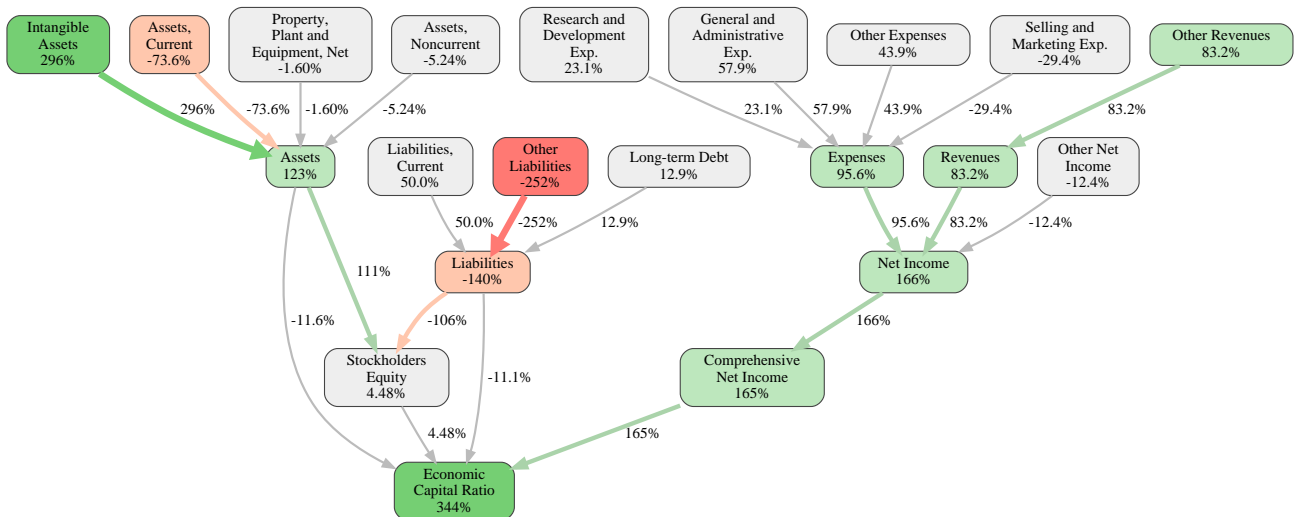 Intangible
Assets
296%
Assets,
Current
-73.6%
Property,
Plant and
Equipment, Net
-1.60%
Assets,
Noncurrent
-5.24%
Research and
Development
Exp.
23.1%
General and
Administrative
Exp.
57.9%
Other Expenses
43.9%
Selling and
Marketing Exp.
-29.4%
Other Revenues
83.2%
296%
-73.6%
-1.60%
-5.24%
23.1%
57.9%
43.9%
-29.4%
83.2%
Assets
123%
Liabilities,
Current
50.0%
Other
Liabilities
-252%
Long-term Debt
12.9%
Expenses
95.6%
Revenues
83.2%
Other Net
Income
-12.4%
50.0%
-252%
12.9%
95.6%
83.2%
-12.4%
Liabilities
-140%
Net Income
166%
111%
-11.6%
-106%
-11.1%
166%
Stockholders
Equity
4.48%
Comprehensive
Net Income
165%
4.48%
165%
Economic
Capital Ratio
344%